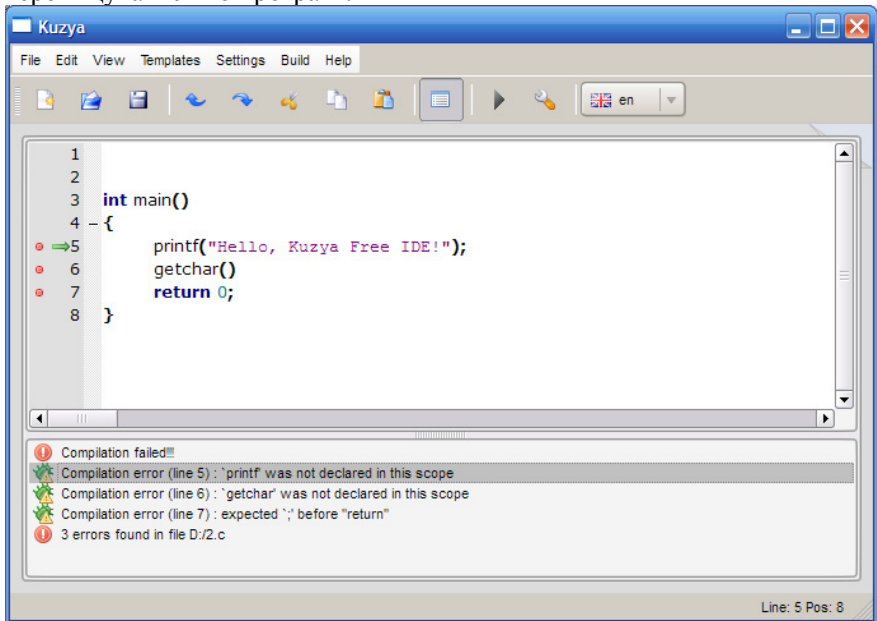 Kuzya
File Edit View Templates Settings Build Help
en
1
2
3 int main()
4 {
5 printf("Hello, Kuzya Free IDE!");
6 getchar()
7 return 0;
8 }
Compilation failed!!!
Compilation error (line 5) : `printf' was not declared in this scope
Compilation error (line 6) : `getchar' was not declared in this scope
Compilation error (line 7) : expected `;' before "return"
3 errors found in file D:/2.c
Line: 5 Pos: 8